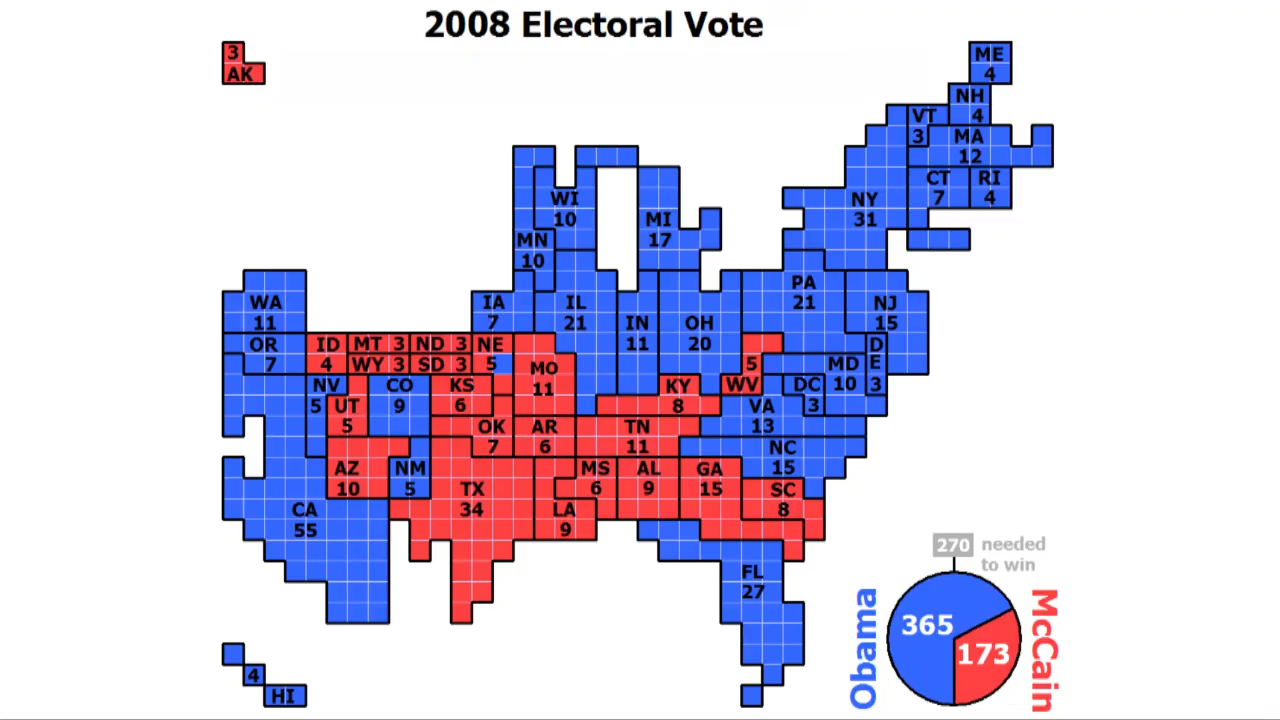 2008 Electoral Vote
3
AK
ME
4
NH
4
VT
3
MA
12
CT
7
RI
4
NY
31
WI
10
MI
17
MN
10
WA
11
IA
7
IL
21
IN
11
OH
20
PA
21
NJ
15
OR
7
ID
4
MT 3
ND 3
NE
5
WY 3
SD 3
MO
11
5
WV
MD
10
D
E
3
NV
5
UT
5
CO
9
KS
6
KY
8
DC
3
VA
13
OK
7
AR
6
TN
11
NC
15
AZ
10
NM
5
TX
34
MS
6
AL
9
GA
15
SC
8
LA
9
CA
55
FL
27
4
HI
270 needed
to win
Obama
365
173
McCain